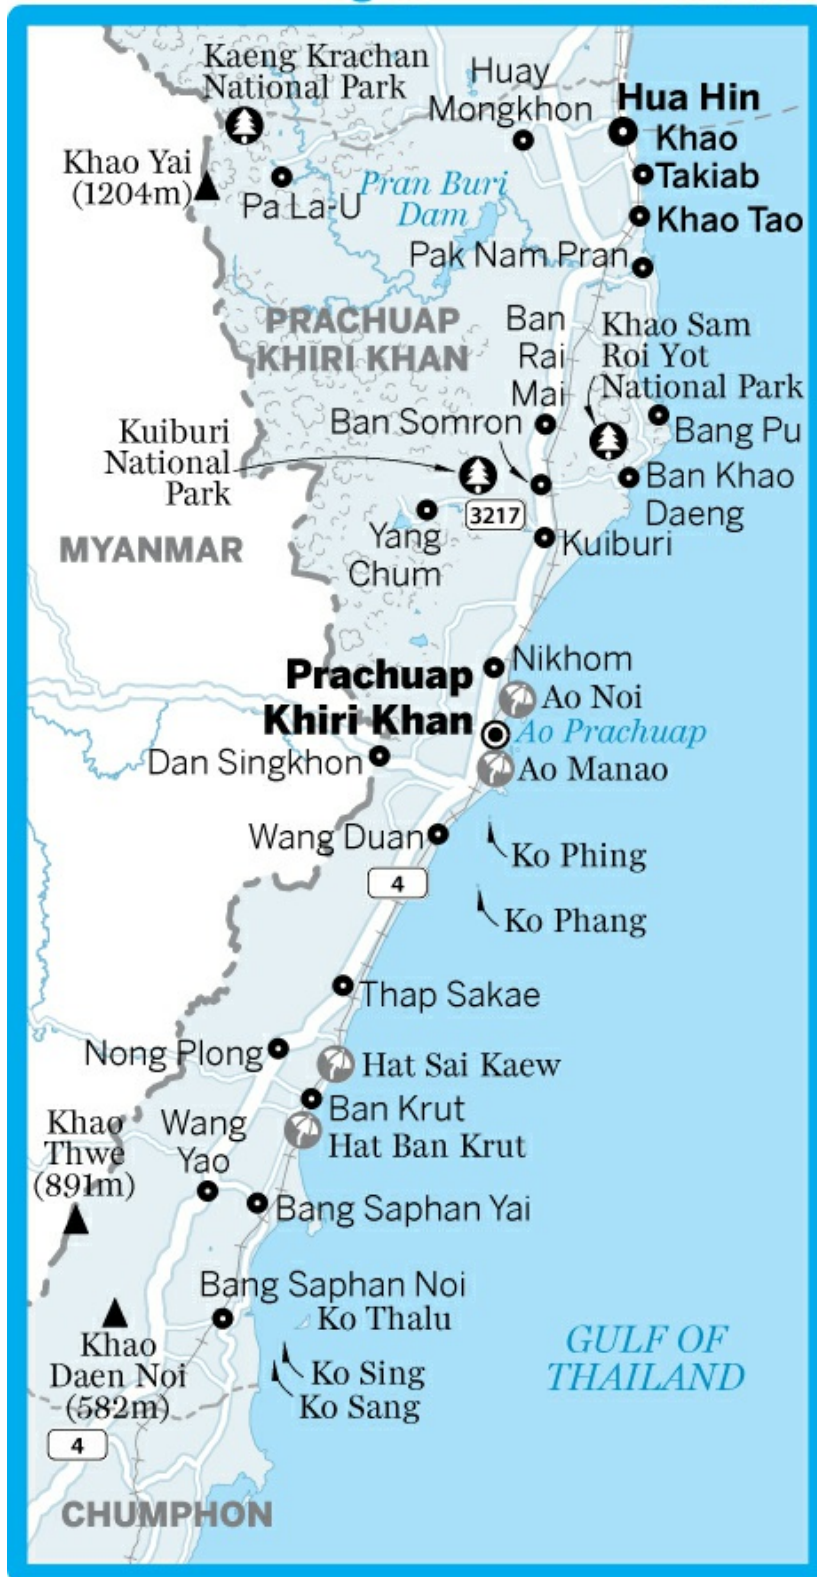 Kaeng Krachan
National Park
Huay
Mongkhon
Hua Hin
Khao
Takiab
Khao Yai
(1204m)
Pa La-U
Pran Buri
Dam
Khao Tao
Pak Nam Pran
PRACHUAP
KHIRI KHAN
Ban
Rai
Mai
Khao Sam
Roi Yot
National Park
Ban Somron
Bang Pu
Kuiburi
National
Park
Ban Khao
Daeng
3217
Yang
Chum
Kuiburi
MYANMAR
Nikhom
Prachuap
Khiri Khan
Ao Noi
Ao Prachuap
Dan Singkhon
Ao Manao
Wang Duan
Ko Phing
4
Ko Phang
Thap Sakae
Nong Plong
Hat Sai Kaew
Ban Krut
Hat Ban Krut
Khao
Thwe
(891m)
Wang
Yao
Bang Saphan Yai
Bang Saphan Noi
Ko Thalu
Khao
Daen Noi
(582m)
Ko Sing
Ko Sang
GULF OF
THAILAND
4
CHUMPHON